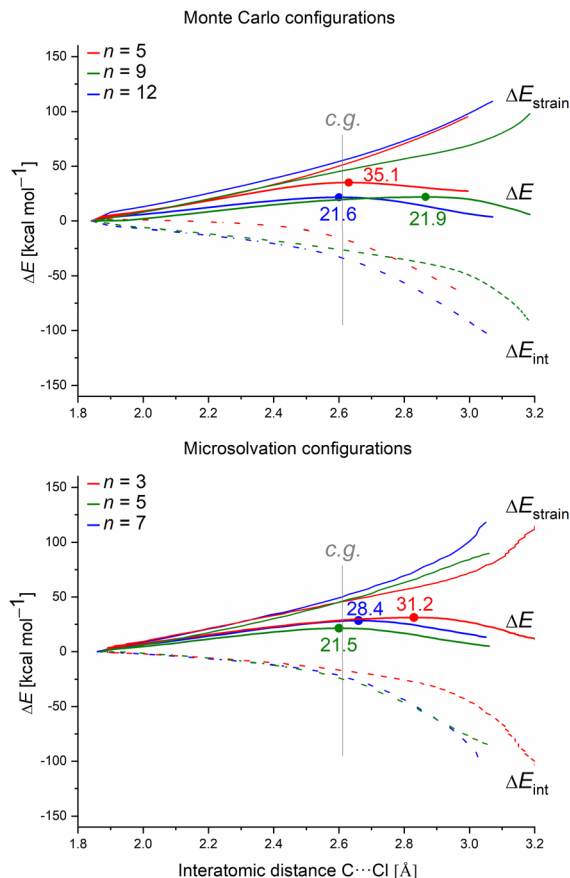 Monte Carlo configurations
150
100
50
0
-50
-100
-150
ΔE [kcal mol⁻¹]
n = 5
n = 9
n = 12
c.g.
ΔE_strain
35.1
ΔE
21.6
21.9
ΔE_int
1.8 2.0 2.2 2.4 2.6 2.8 3.0 3.2
Microsolvation configurations
150
100
50
0
-50
-100
-150
ΔE [kcal mol⁻¹]
n = 3
n = 5
n = 7
c.g.
ΔE_strain
28.4
31.2
ΔE
21.5
ΔE_int
1.8 2.0 2.2 2.4 2.6 2.8 3.0 3.2
Interatomic distance C···Cl [Å]